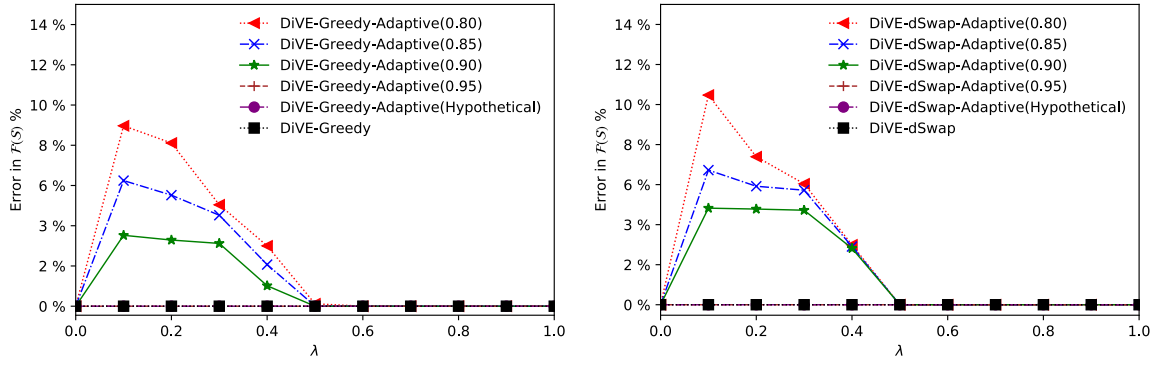 14 %
12 %
10 %
8 %
6 %
3 %
2 %
0 %
Error in F(S) %
DiVE-Greedy-Adaptive(0.80)
DiVE-Greedy-Adaptive(0.85)
DiVE-Greedy-Adaptive(0.90)
DiVE-Greedy-Adaptive(0.95)
DiVE-Greedy-Adaptive(Hypothetical)
DiVE-Greedy
0.0 0.2 0.4 0.6 0.8 1.0
λ
14 %
12 %
10 %
8 %
6 %
3 %
2 %
0 %
Error in F(S) %
DiVE-dSwap-Adaptive(0.80)
DiVE-dSwap-Adaptive(0.85)
DiVE-dSwap-Adaptive(0.90)
DiVE-dSwap-Adaptive(0.95)
DiVE-dSwap-Adaptive(Hypothetical)
DiVE-dSwap
0.0 0.2 0.4 0.6 0.8 1.0
λ